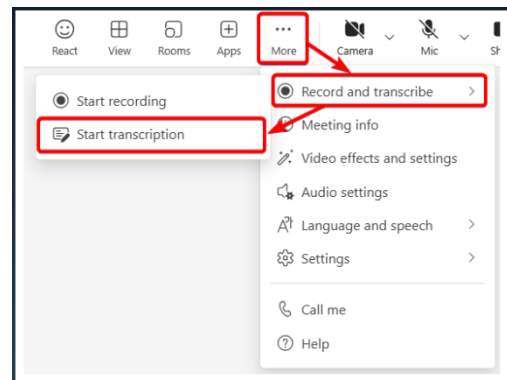 React View Rooms Apps More Camera Mic
Start recording
Start transcription
Record and transcribe
Meeting info
Video effects and settings
Audio settings
Language and speech
Settings
Call me
Help